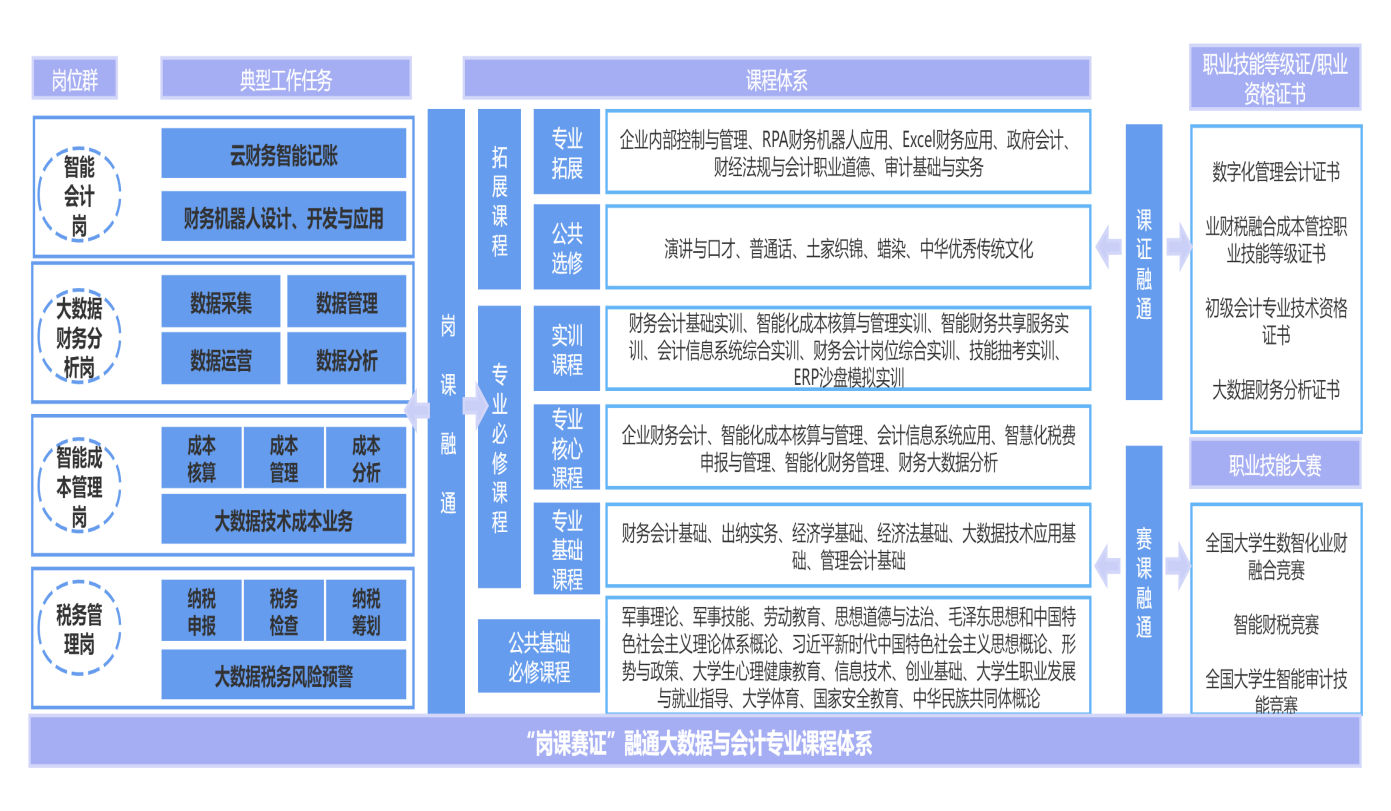 岗位群
典型工作任务
课程体系
职业技能等级证/职业
资格证书
智能
会计
岗
云财务智能记账
财务机器人设计、开发与应用
大数据
财务分
析岗
数据采集
数据管理
数据运营
数据分析
智能成
本管理
岗
成本
核算
成本
管理
成本
分析
大数据技术成本业务
税务管
理岗
纳税
申报
税务
检查
纳税
筹划
大数据税务风险预警
岗
课
融
通
拓
展
课
程
专业
拓展
企业内部控制与管理、RPA财务机器人应用、Excel财务应用、政府会计、
财经法规与会计职业道德、审计基础与实务
公共
选修
演讲与口才、普通话、土家织锦、蜡染、中华优秀传统文化
专
业
必
修
课
程
实训
课程
财务会计基础实训、智能化成本核算与管理实训、智能财务共享服务实
训、会计信息系统综合实训、财务会计岗位综合实训、技能抽考实训、
ERP沙盘模拟实训
专业
核心
课程
企业财务会计、智能化成本核算与管理、会计信息系统应用、智慧化税费
申报与管理、智能化财务管理、财务大数据分析
专业
基础
课程
财务会计基础、出纳实务、经济学基础、经济法基础、大数据技术应用基
础、管理会计基础
公共基础
必修课程
军事理论、军事技能、劳动教育、思想道德与法治、毛泽东思想和中国特
色社会主义理论体系概论、习近平新时代中国特色社会主义思想概论、形
势与政策、大学生心理健康教育、信息技术、创业基础、大学生职业发展
与就业指导、大学体育、国家安全教育、中华民族共同体概论
课
证
融
通
赛
课
融
通
数字化管理会计证书
业财税融合成本管控职
业技能等级证书
初级会计专业技术资格
证书
大数据财务分析证书
职业技能大赛
全国大学生数智化业财
融合竞赛
智能财税竞赛
全国大学生智能审计技
能竞赛
“岗课赛证”融通大数据与会计专业课程体系